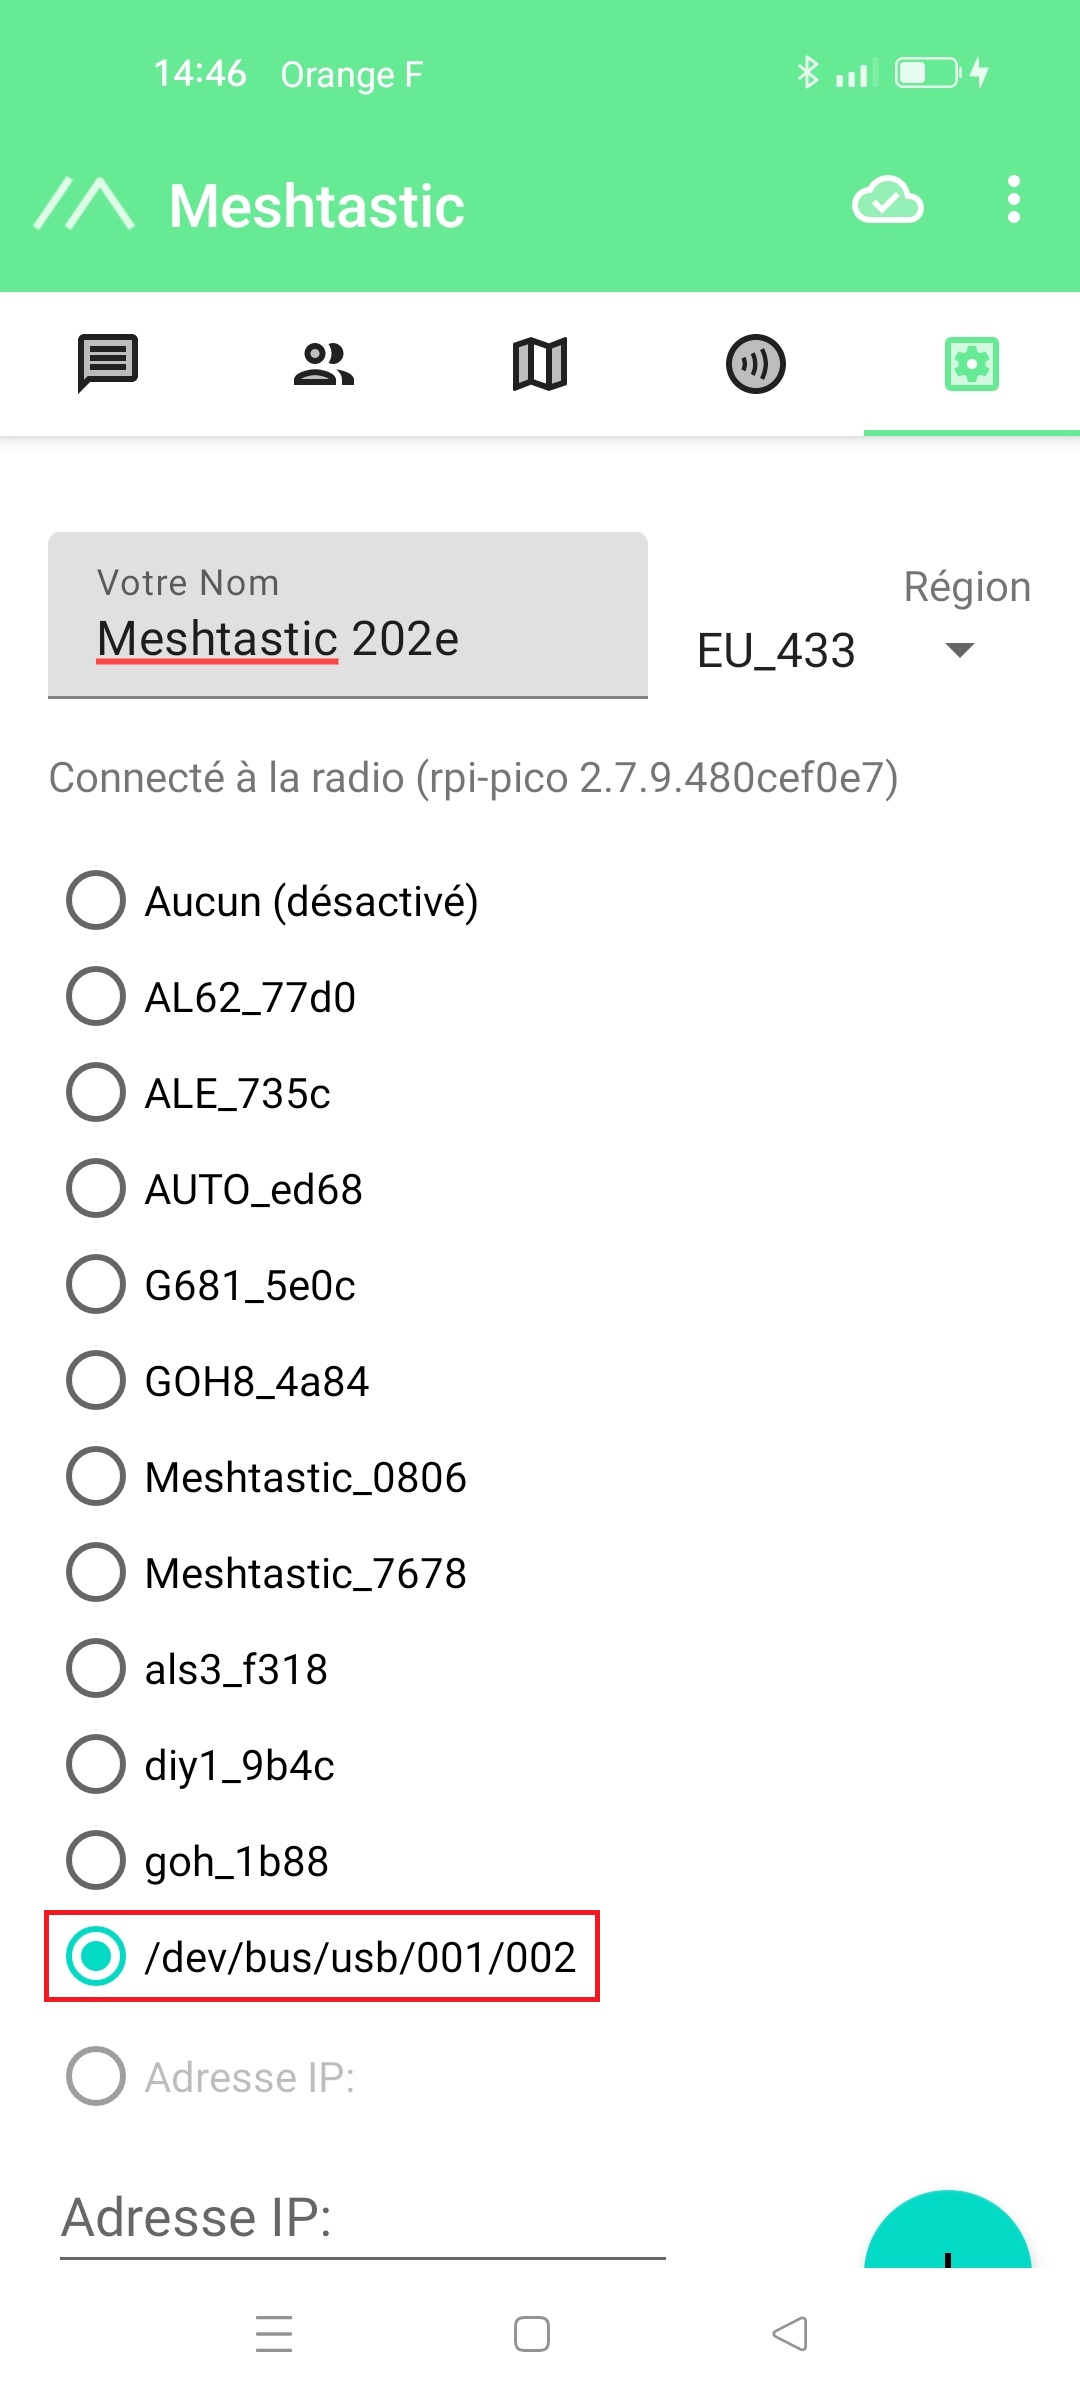 14:46 Orange F
Meshtastic
Votre Nom
Meshtastic 202e
Région
EU_433
Connecté à la radio (rpi-pico 2.7.9.480cef0e7)
Aucun (désactivé)
AL62_77d0
ALE_735c
AUTO_ed68
G681_5e0c
GOH8_4a84
Meshtastic_0806
Meshtastic_7678
als3_f318
diy1_9b4c
goh_1b88
/dev/bus/usb/001/002
Adresse IP:
Adresse IP: